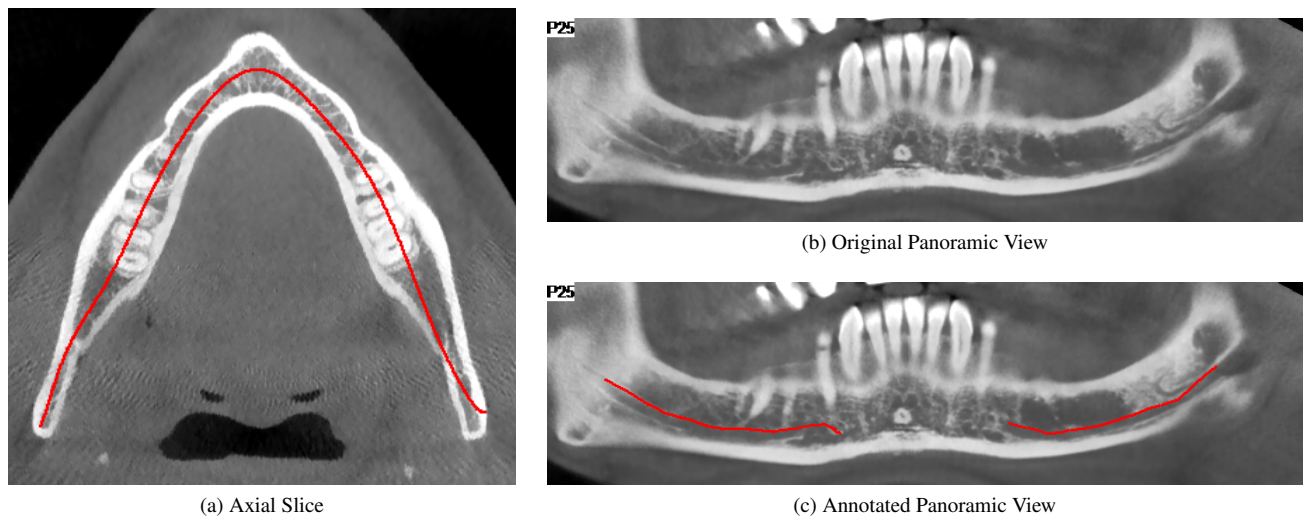 P25
(b) Original Panoramic View
P25
(a) Axial Slice
(c) Annotated Panoramic View